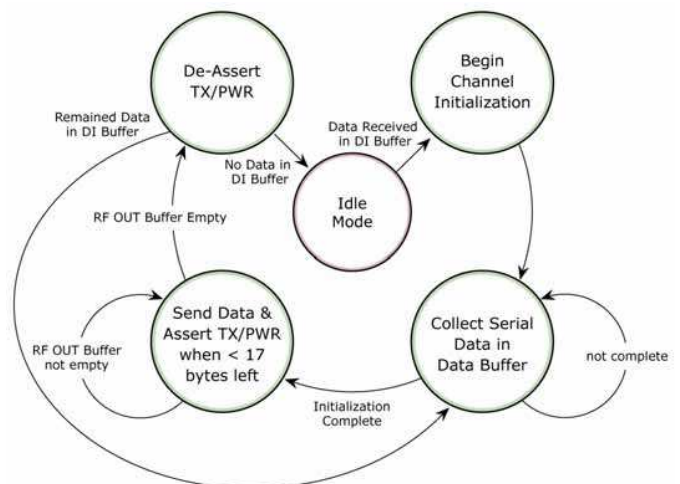 De-Assert
TX/PWR
Begin
Channel
Initialization
Remained Data
in DI Buffer
Data Received
in DI Buffer
No Data in
DI Buffer
Idle
Mode
RF OUT Buffer Empty
Send Data &
Assert TX/PWR
when < 17
bytes left
Collect Serial
Data in
Data Buffer
RF OUT Buffer
not empty
not complete
Initialization
Complete